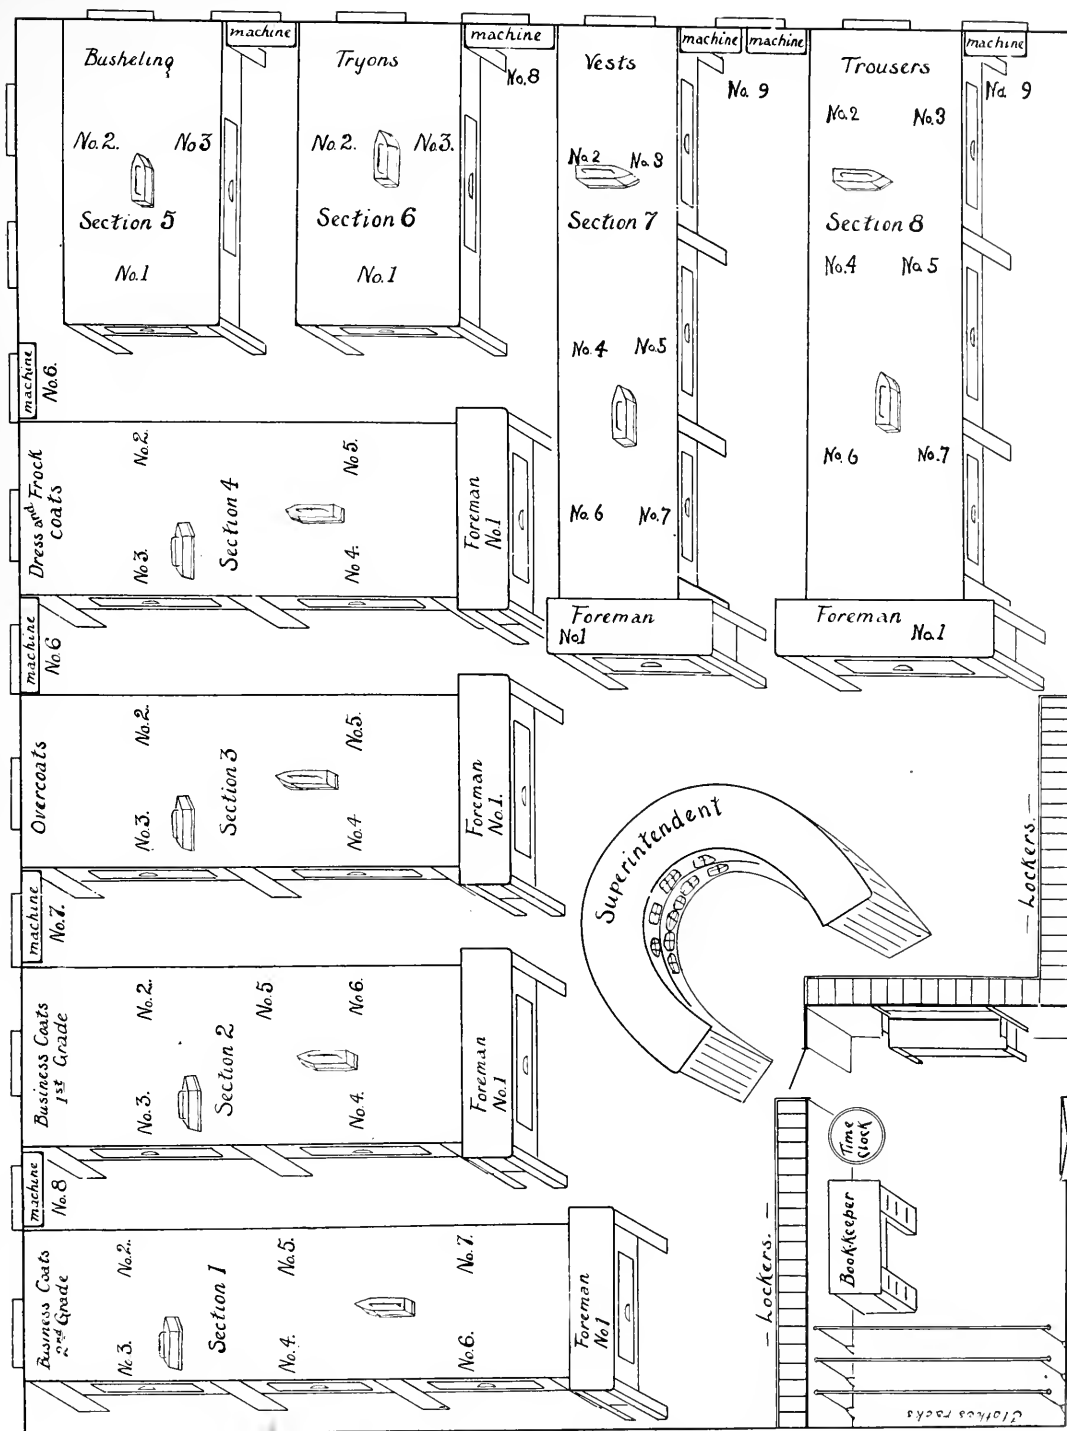 machine
machine
machine
machine
machine
Busheling
No. 2.
No 3
Section 5
No. 1
Tryons
No. 2.
No. 3.
Section 6
No. 1
No. 8
Vests
No 2
No. 3
Section 7
No. 4
No. 5
No. 6
No. 7
Foreman
No 1
No. 9
Trousers
No. 2
No. 3
Section 8
No. 4
No. 5
No. 6
No. 7
Foreman
No. 1
No. 9
machine
No. 6.
Dress and Frock
coats
No. 2.
No 3.
Section 4
No 5.
No 4.
Foreman
No. 1
machine
No. 6
Overcoats
No. 2.
No. 3.
Section 3
No. 5.
No. 4
Foreman
No. 1.
machine
No. 7.
Business Coats
1st Grade
No. 2.
No. 3.
Section 2
No. 5
No 6.
No. 4.
Foreman
No. 1
machine
No. 8
Business Coats
2nd Grade
No. 2.
No 3.
Section 1
No. 5.
No. 4.
No. 7.
No. 6.
Foreman
No 1
Superintendent
- Lockers. -
- Lockers. -
Time
Clock
Book-Keeper
Clothes racks